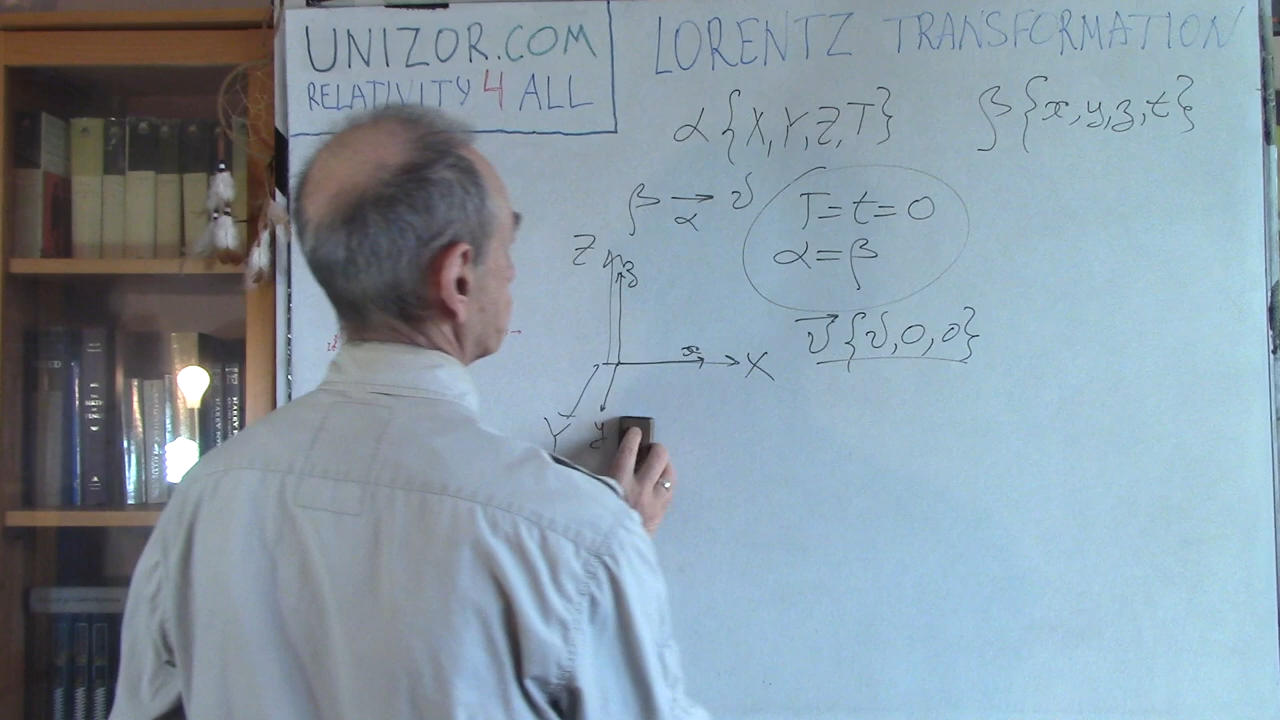 UNIZOR.COM
RELATIVITY 4 ALL
LORENTZ TRANSFORMATION
α{X,Y,Z,T}
β{x,y,z,t}
β →α v
T=t=0
α=β
Z
z
x
X
Y
y
v⃗{v,0,0}